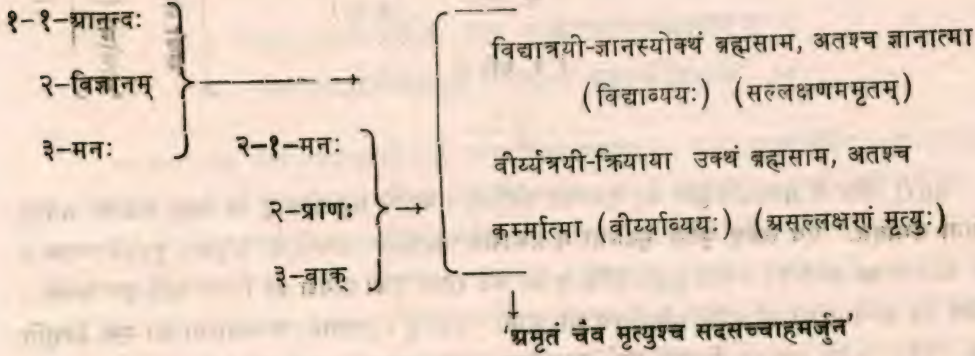 १-१-आनन्दः
२-विज्ञानम्
३-मनः
२-१-मनः
२-प्राणः
३-वाक्
विद्यात्रयी-ज्ञानस्योक्थं ब्रह्मसाम, अतश्च ज्ञानात्मा
(विद्याव्ययः) (सल्लक्षणममृतम्)
वीर्य्यत्रयी-क्रियाया उक्थं ब्रह्मसाम, अतश्च
कर्म्मात्मा (वीर्य्याव्ययः) (असल्लक्षणं मृत्युः)
'अमृतं चैव मृत्युश्च सदसच्चाहमर्जुन'